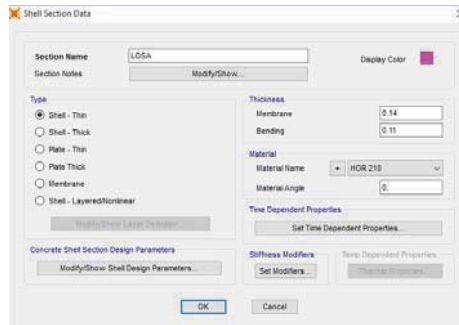 Shell Section Data
Section Name LOSA Display Color
Section Notes Modify/Show...
Type
Shell - Thin
Shell - Thick
Plate - Thin
Plate Thick
Membrane
Shell - Layered/Nonlinear
Modify/Show Layer Definition...
Concrete Shell Section Design Parameters
Modify/Show Shell Design Parameters...
Thickness
Membrane 0.14
Bending 0.11
Material
Material Name + HOR 210
Material Angle 0.
Time Dependent Properties
Set Time Dependent Properties...
Stiffness Modifiers
Set Modifiers...
Temp Dependent Properties
Thermal Properties...
OK Cancel